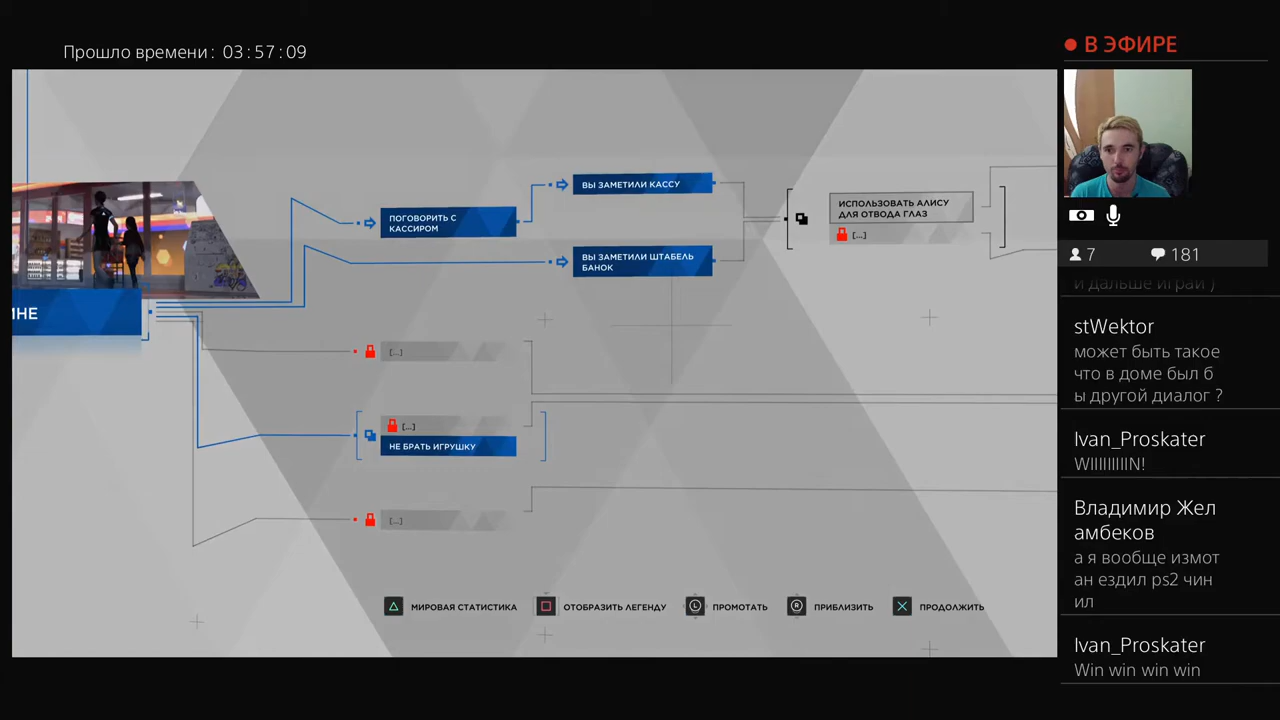 Прошло времени: 03:57:09
В ЭФИРЕ
ВЫ ЗАМЕТИЛИ КАССУ
ПОГОВОРИТЬ С
КАССИРОМ
ИСПОЛЬЗОВАТЬ АЛИСУ
ДЛЯ ОТВОДА ГЛАЗ
[...]
ВЫ ЗАМЕТИЛИ ШТАБЕЛЬ
БАНОК
ИНЕ
[...]
[...]
НЕ БРАТЬ ИГРУШКУ
[...]
МИРОВАЯ СТАТИСТИКА
ОТОБРАЗИТЬ ЛЕГЕНДУ
L
ПРОМОТАТЬ
R
ПРИБЛИЗИТЬ
ПРОДОЛЖИТЬ
7
181
и дальше играй )
stWektor
может быть такое
что в доме был б
ы другой диалог ?
Ivan_Proskater
WIIIIIIIIN!
Владимир Жел
амбеков
а я вообще измот
ан ездил ps2 чин
ил
Ivan_Proskater
Win win win win